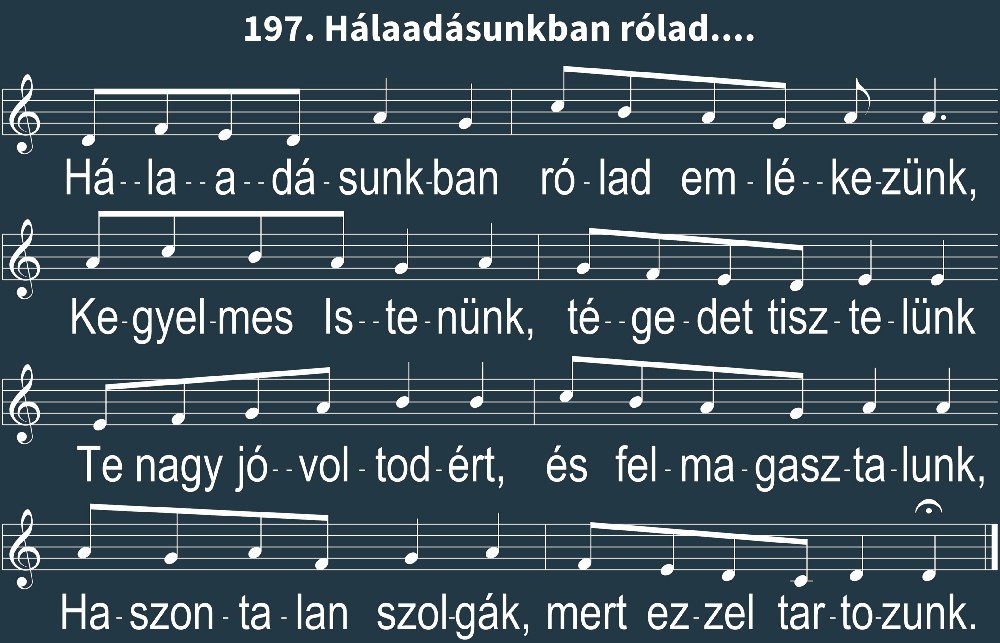 197. Hálaadásunkban rólad....
Há--la--a--dá-sunk-ban ró-lad em-lé--ke-zünk,
Ke-gyel-mes Is--te-nünk, té--ge-det tisz-te-lünk
Te nagy jó--vol-tod-ért, és fel-ma-gasz-ta-lunk,
Ha-szon-ta-lan szol-gák, mert ez-zel tar-to-zunk.